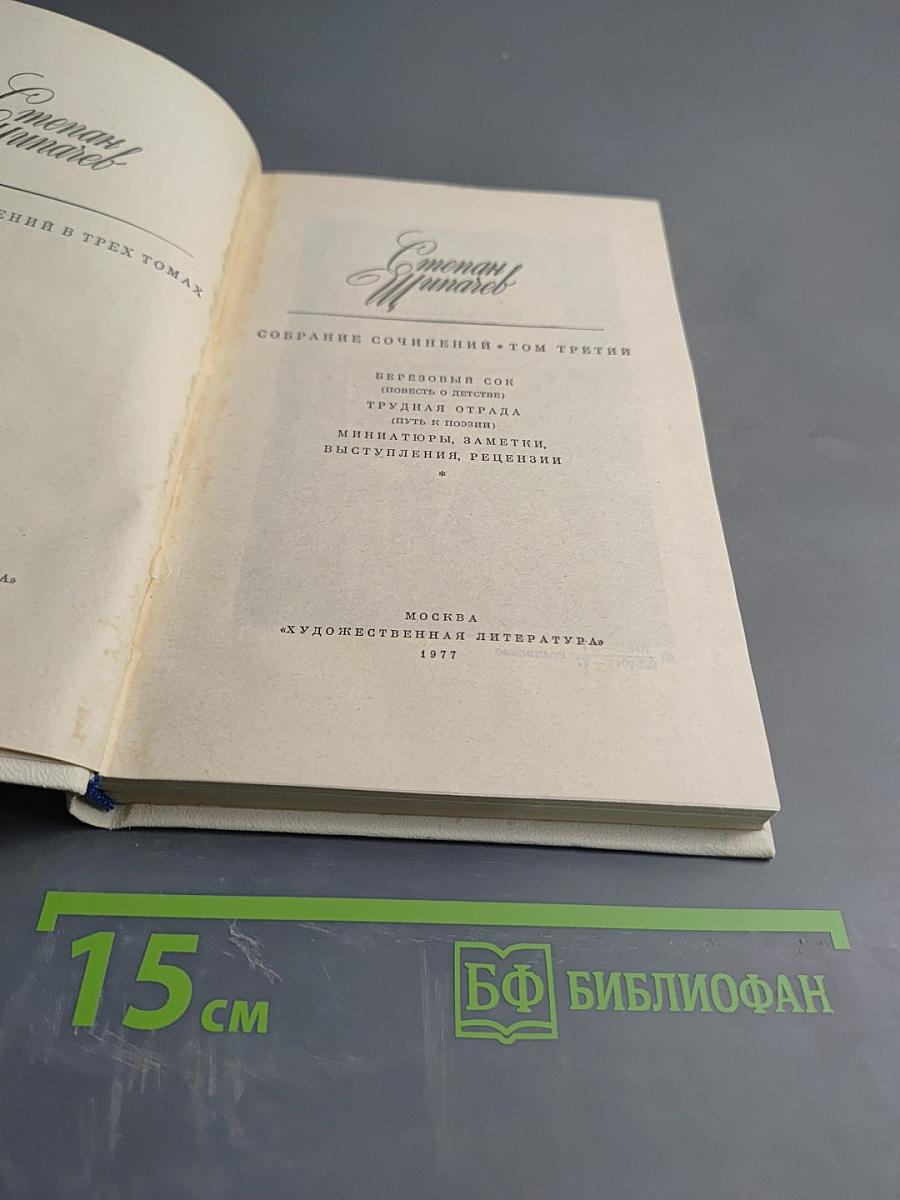 Степан
Щипачев
ЕНИЙ В ТРЕХ ТОМАХ
А»
Степан
Щипачев
СОБРАНИЕ СОЧИНЕНИЙ * ТОМ ТРЕТИЙ
БЕРЕЗОВЫЙ СОК
(ПОВЕСТЬ О ДЕТСТВЕ)
ТРУДНАЯ ОТРАДА
(ПУТЬ К ПОЭЗИИ)
МИНИАТЮРЫ, ЗАМЕТКИ,
ВЫСТУПЛЕНИЯ, РЕЦЕНЗИИ
*
МОСКВА
«ХУДОЖЕСТВЕННАЯ ЛИТЕРАТУРА»
1977
15 см
БФ БИБЛИОФАН